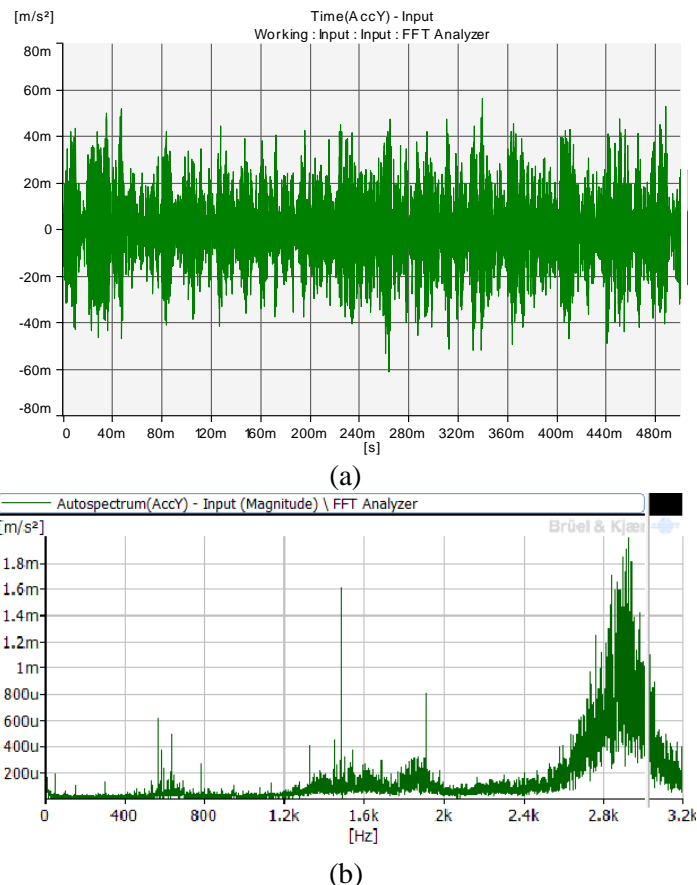 [m/s²]
Time(AccY) - Input
Working : Input : Input : FFT Analyzer
80m
60m
40m
20m
0
-20m
-40m
-60m
-80m
0 40m 80m 120m 160m 200m 240m 280m 320m 360m 400m 440m 480m
[s]
(a)
Autospectrum(AccY) - Input (Magnitude) \ FFT Analyzer
[m/s²]
Brüel & Kjær
1.8m
1.6m
1.4m
1.2m
1m
800u
600u
400u
200u
0 400 800 1.2k 1.6k 2k 2.4k 2.8k 3.2k
[Hz]
(b)